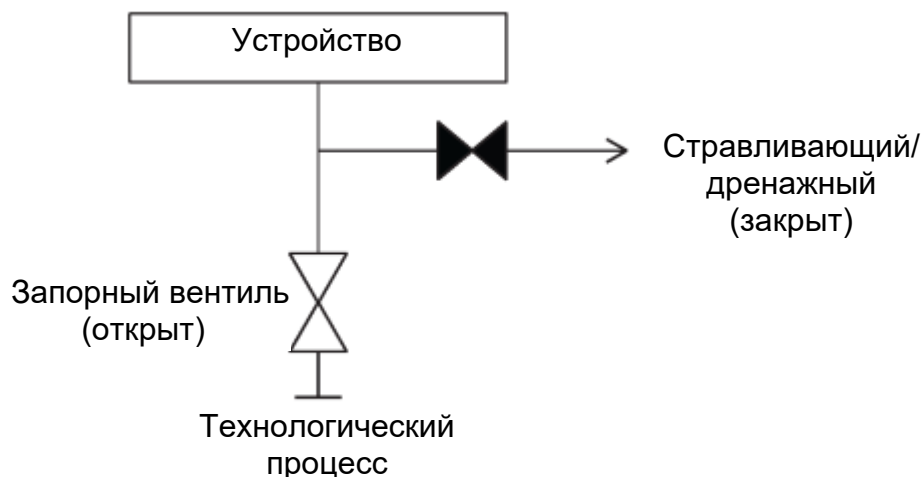 Устройство
Стравливающий/
дренажный
(закрыт)
Запорный вентиль
(открыт)
Технологический
процесс